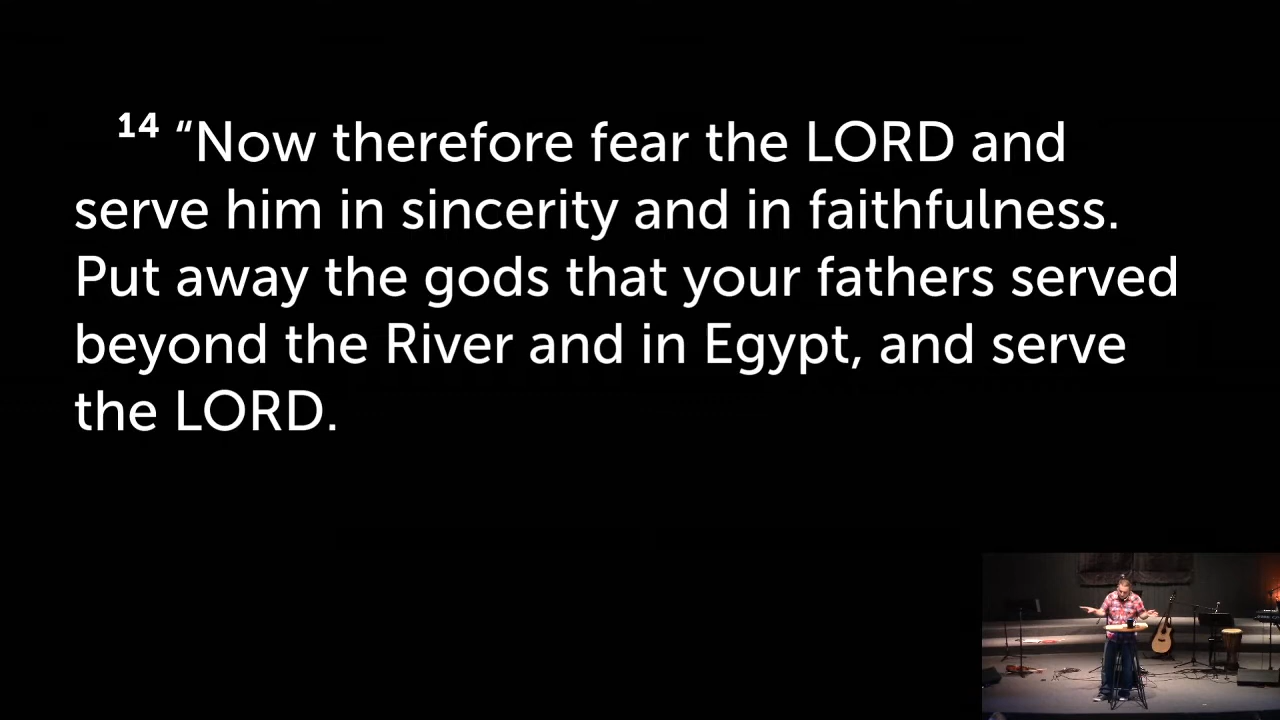 14 “Now therefore fear the LORD and
serve him in sincerity and in faithfulness.
Put away the gods that your fathers served
beyond the River and in Egypt, and serve
the LORD.